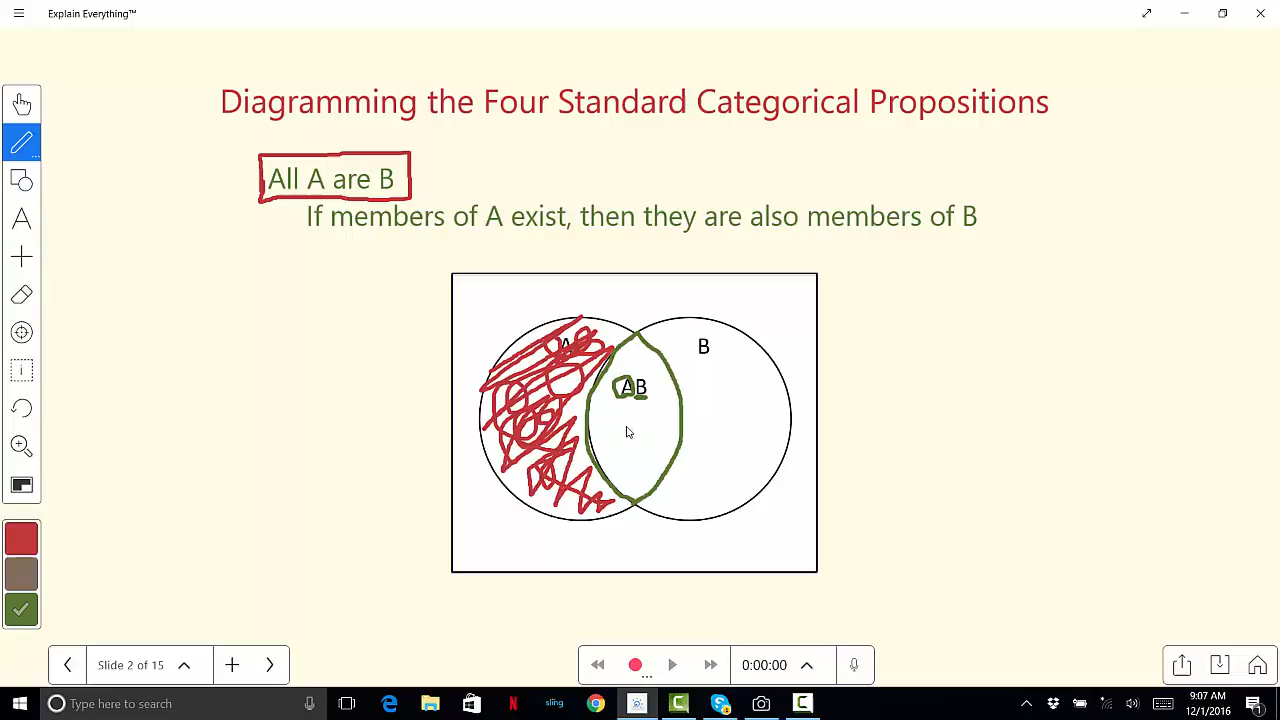 Explain Everything™
Diagramming the Four Standard Categorical Propositions
All A are B
If members of A exist, then they are also members of B
A
B
AB
Slide 2 of 15
0:00:00
Type here to search
N
sling
9:07 AM
12/1/2016